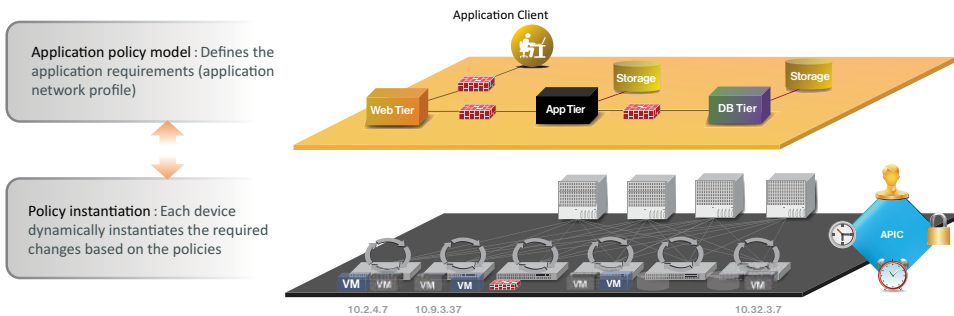 Application Client
Application policy model : Defines the
application requirements (application
network profile)
Storage
Storage
Web Tier
App Tier
DB Tier
Policy instantiation : Each device
dynamically instantiates the required
changes based on the policies
APIC
VM
VM
VM
VM
VM
VM
VM
10.2.4.7
10.9.3.37
10.32.3.7